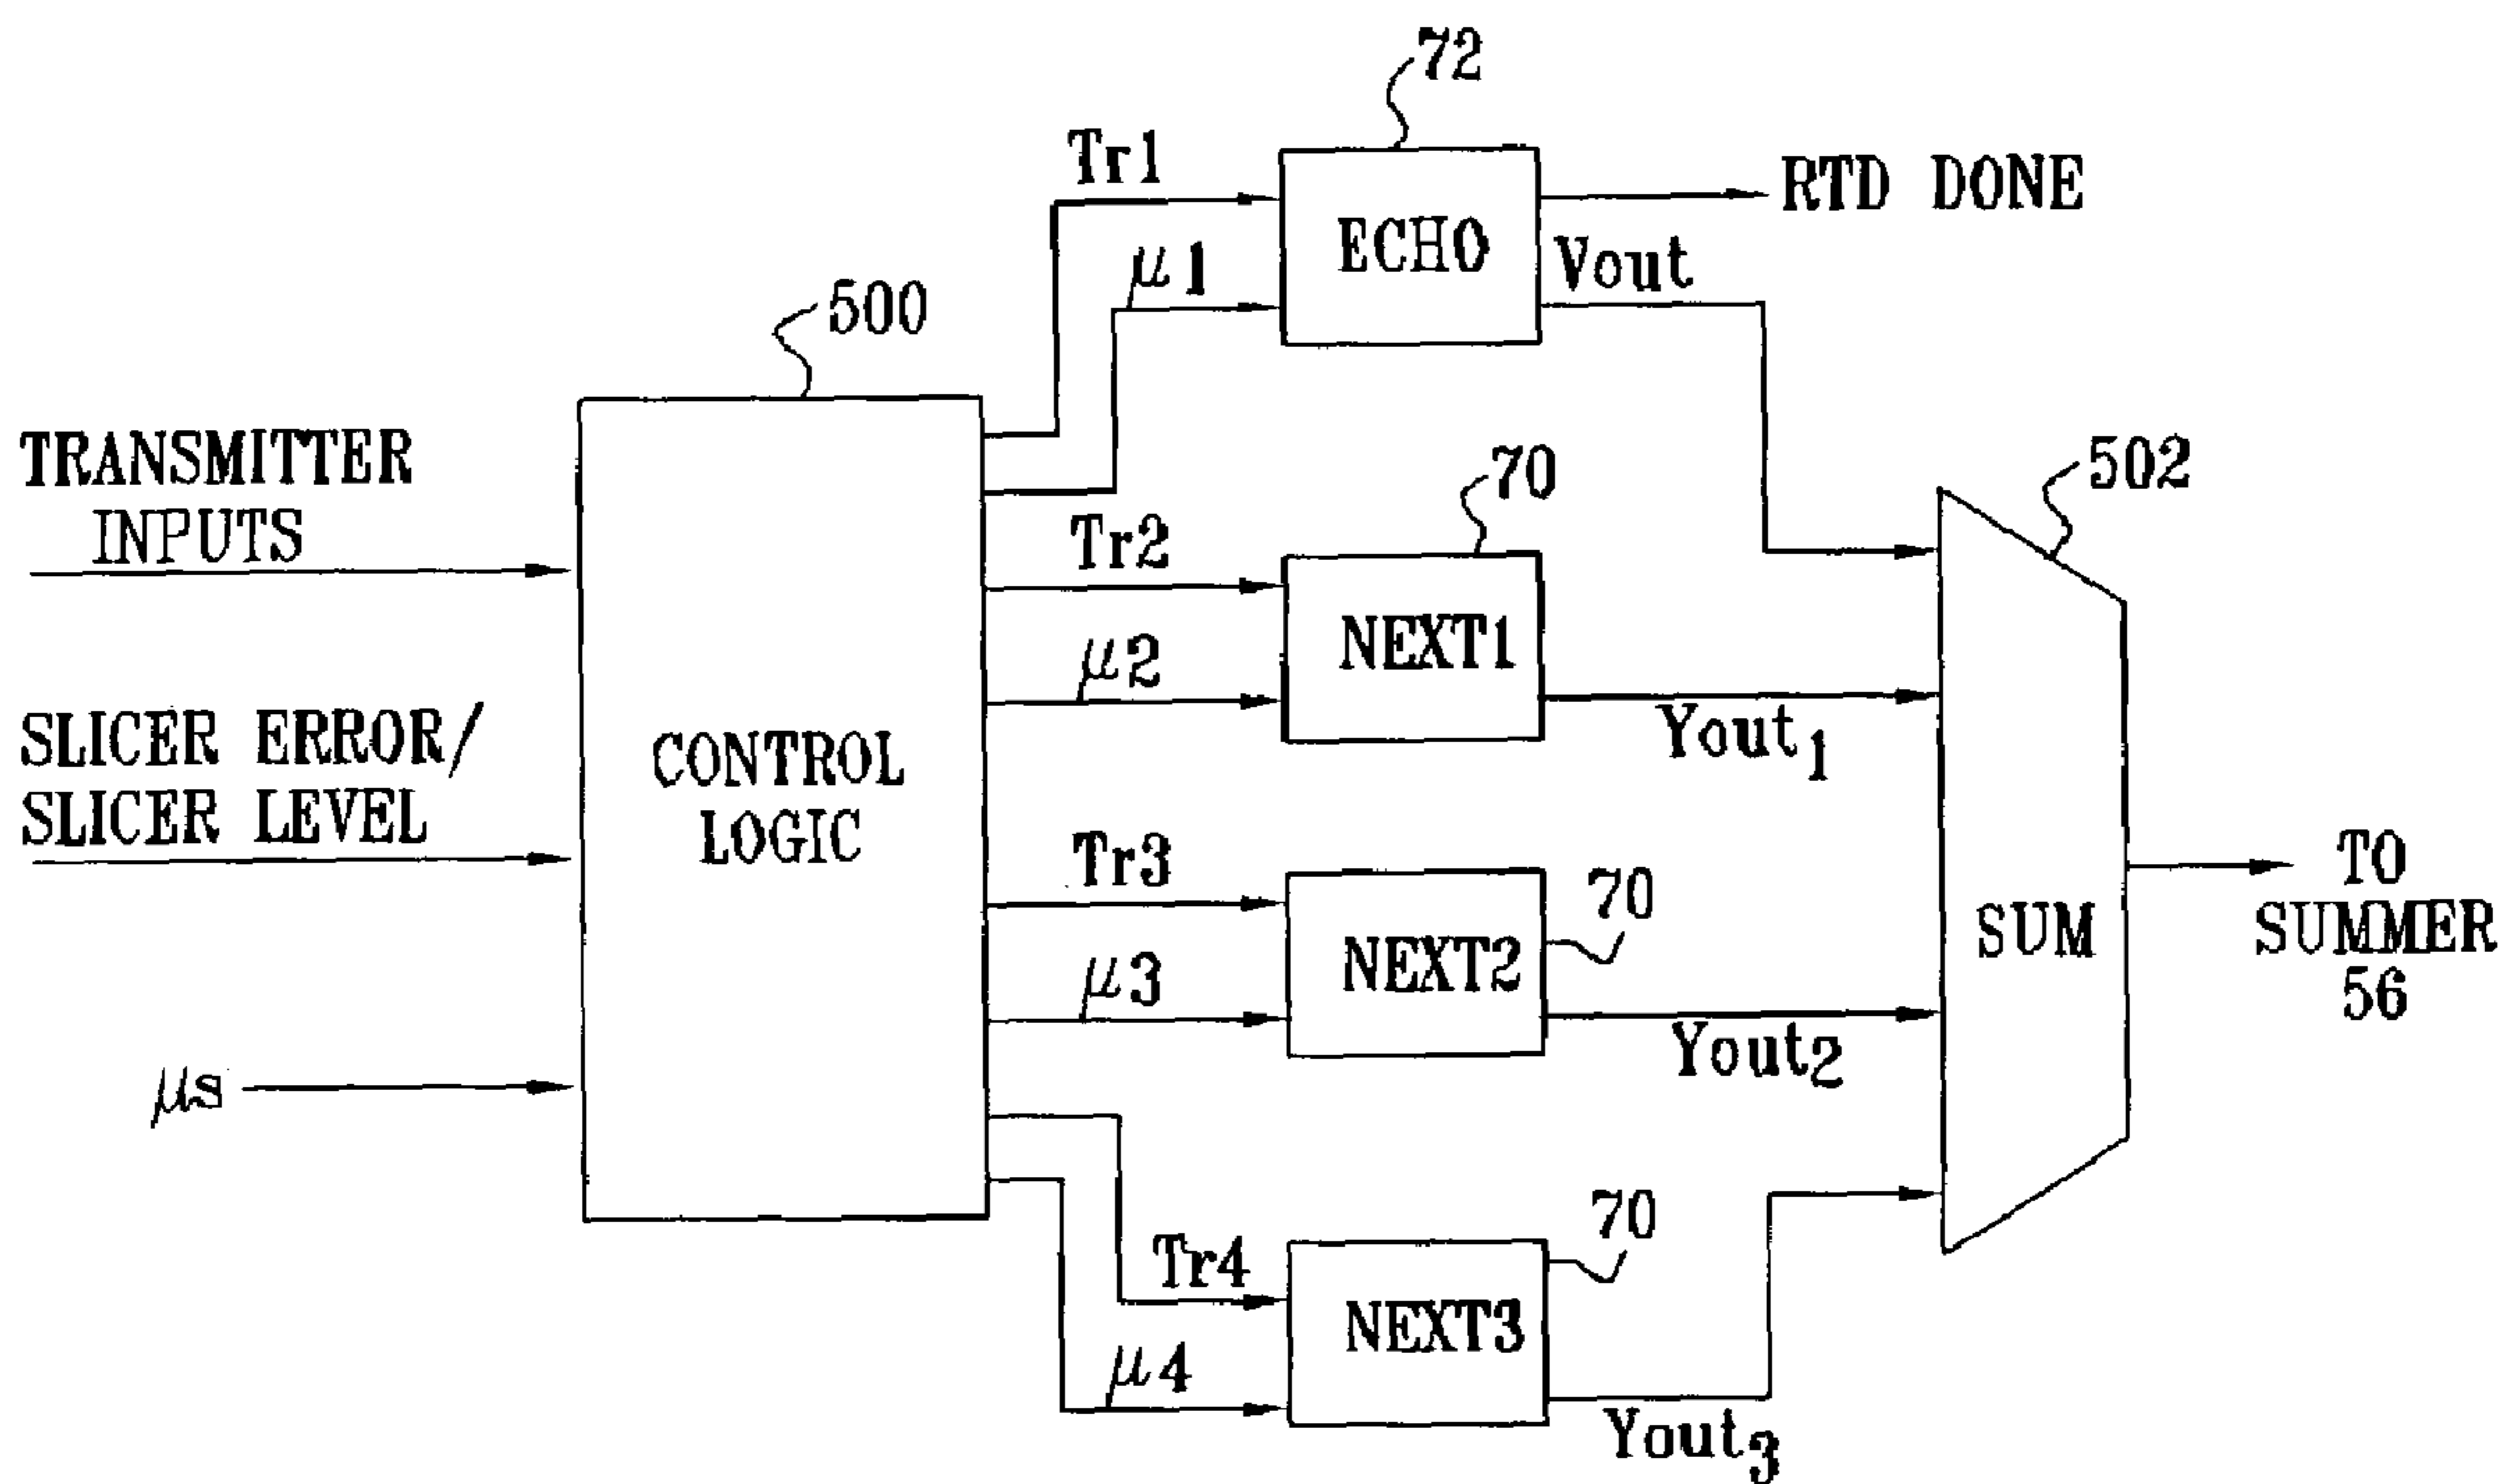 72
Tr1
RTD DONE
ECHO
μ1
Vout
500
TRANSMITTER
INPUTS
70
502
Tr2
NEXT1
μ2
Yout1
SLICER ERROR/
SLICER LEVEL
CONTROL
LOGIC
Tr3
70
NEXT2
μ3
Yout2
SUM
TO
SUMMER
56
μs
70
Tr4
NEXT3
μ4
Yout3